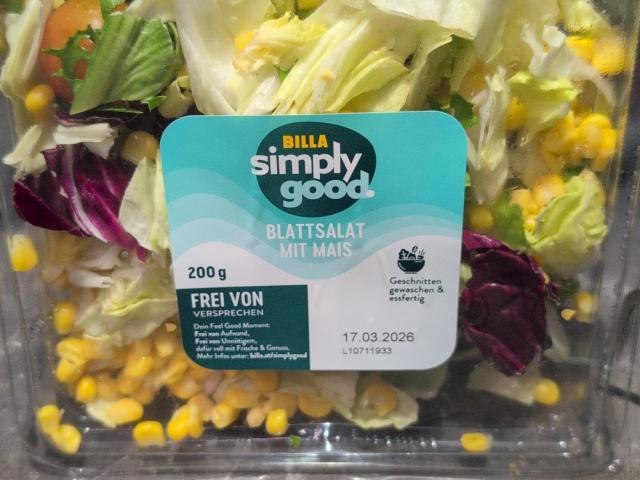 BILLA
simply
good.
BLATTSALAT
MIT MAIS
200 g
Geschnitten
gewaschen &
essfertig
FREI VON
VERSPRECHEN
Dein Feel Good Moment:
Frei von Aufwand,
Frei von Unnötigem,
dafür voll mit Frische & Genuss.
Mehr Infos unter: billa.at/simplygood
17.03.2026
L10711933